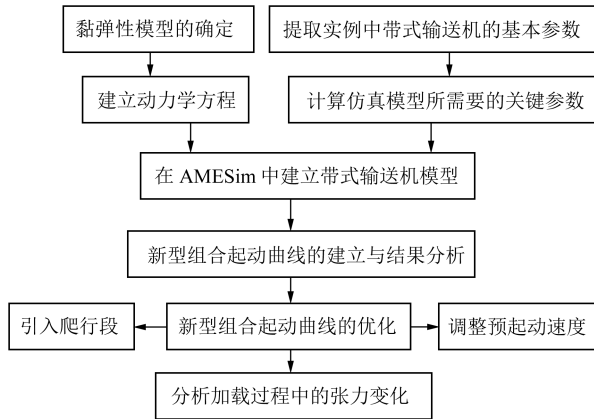 黏弹性模型的确定
提取实例中带式输送机的基本参数
建立动力学方程
计算仿真模型所需要的关键参数
在 AMESim 中建立带式输送机模型
新型组合起动曲线的建立与结果分析
引入爬行段
新型组合起动曲线的优化
调整预起动速度
分析加载过程中的张力变化